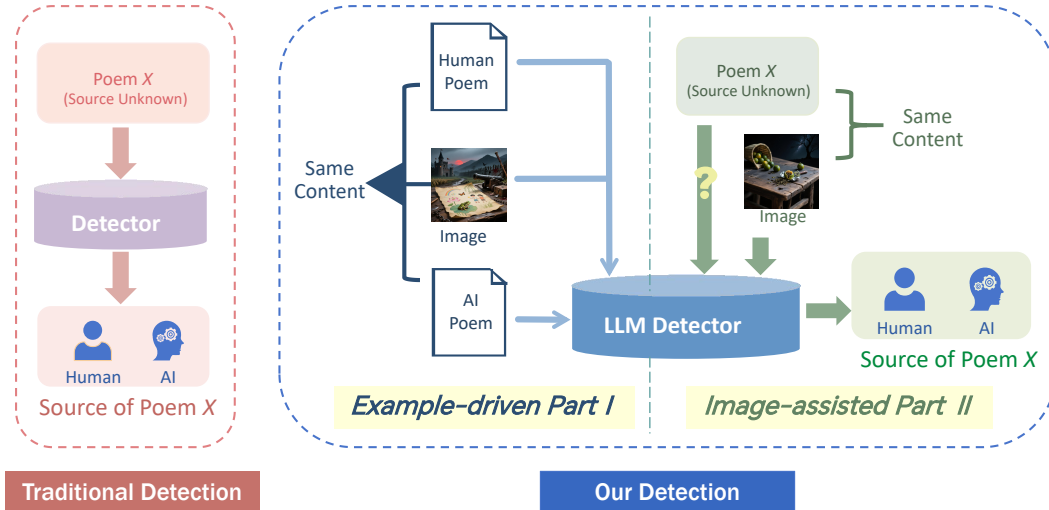 Poem X
(Source Unknown)
Detector
Human
AI
Source of Poem X
Traditional Detection
Same
Content
Human
Poem
Image
AI
Poem
Example-driven Part I
Poem X
(Source Unknown)
?
Same
Content
Image
LLM Detector
Human
AI
Source of Poem X
Image-assisted Part II
Our Detection